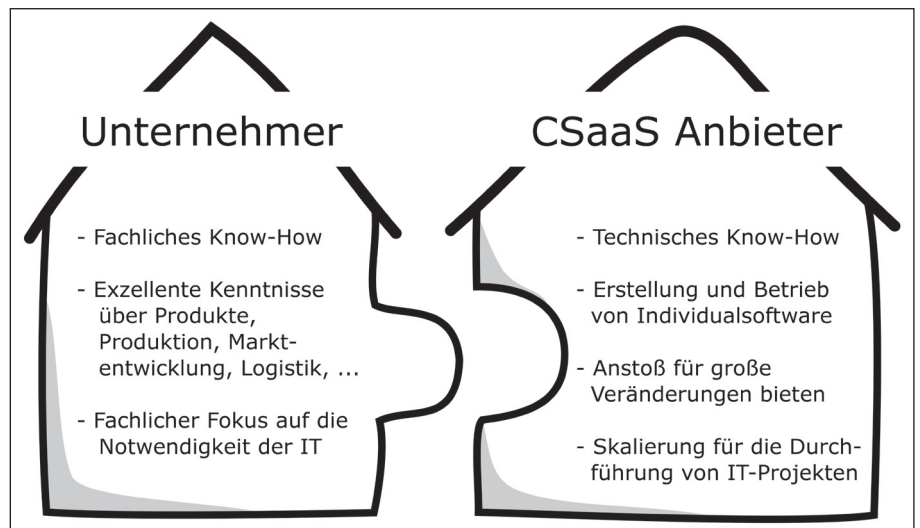 Unternehmer
- Fachliches Know-How
- Exzellente Kenntnisse
über Produkte,
Produktion, Markt-
entwicklung, Logistik, ...
- Fachlicher Fokus auf die
Notwendigkeit der IT
CSaaS Anbieter
- Technisches Know-How
- Erstellung und Betrieb
von Individualsoftware
- Anstoß für große
Veränderungen bieten
- Skalierung für die Durch-
führung von IT-Projekten